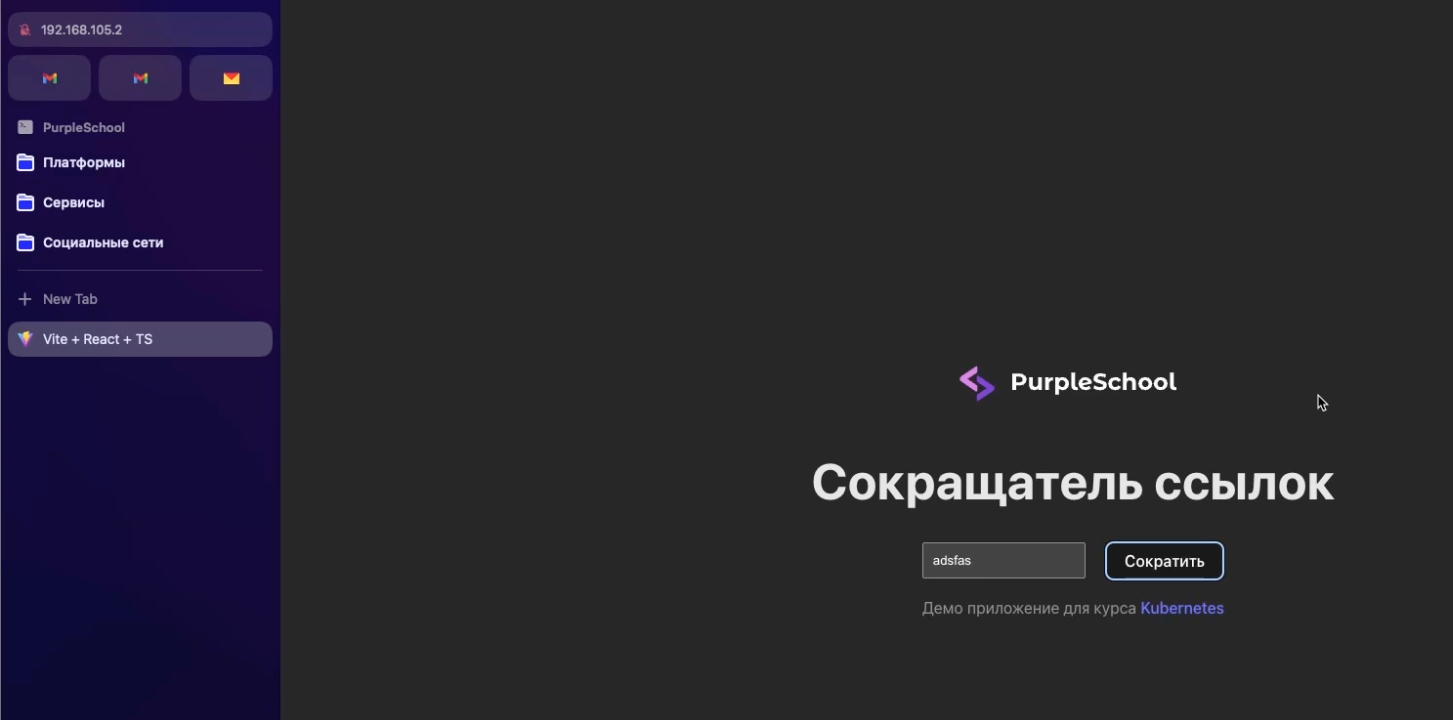 192.168.105.2
PurpleSchool
Платформы
Сервисы
Социальные сети
New Tab
Vite + React + TS
PurpleSchool
Сокращатель ссылок
adsfas
Сократить
Демо приложение для курса Kubernetes